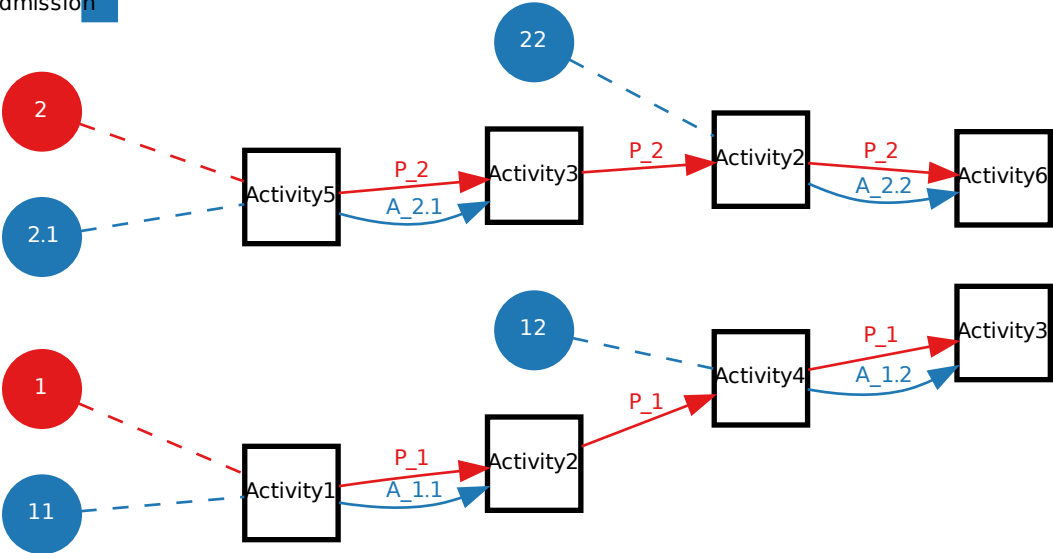 dmission
22
2
P_2
P_2
P_2
Activity2
Activity3
Activity6
Activity5
A_2.2
A_2.1
2.1
12
Activity3
P_1
A_1.2
Activity4
1
P_1
P_1
Activity2
A_1.1
Activity1
11